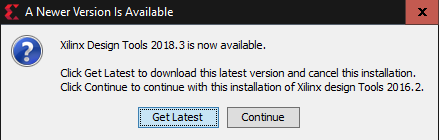 A Newer Version Is Available
Xilinx Design Tools 2018.3 is now available.
Click Get Latest to download this latest version and cancel this installation.
Click Continue to continue with this installation of Xilinx design Tools 2016.2.
Get Latest
Continue